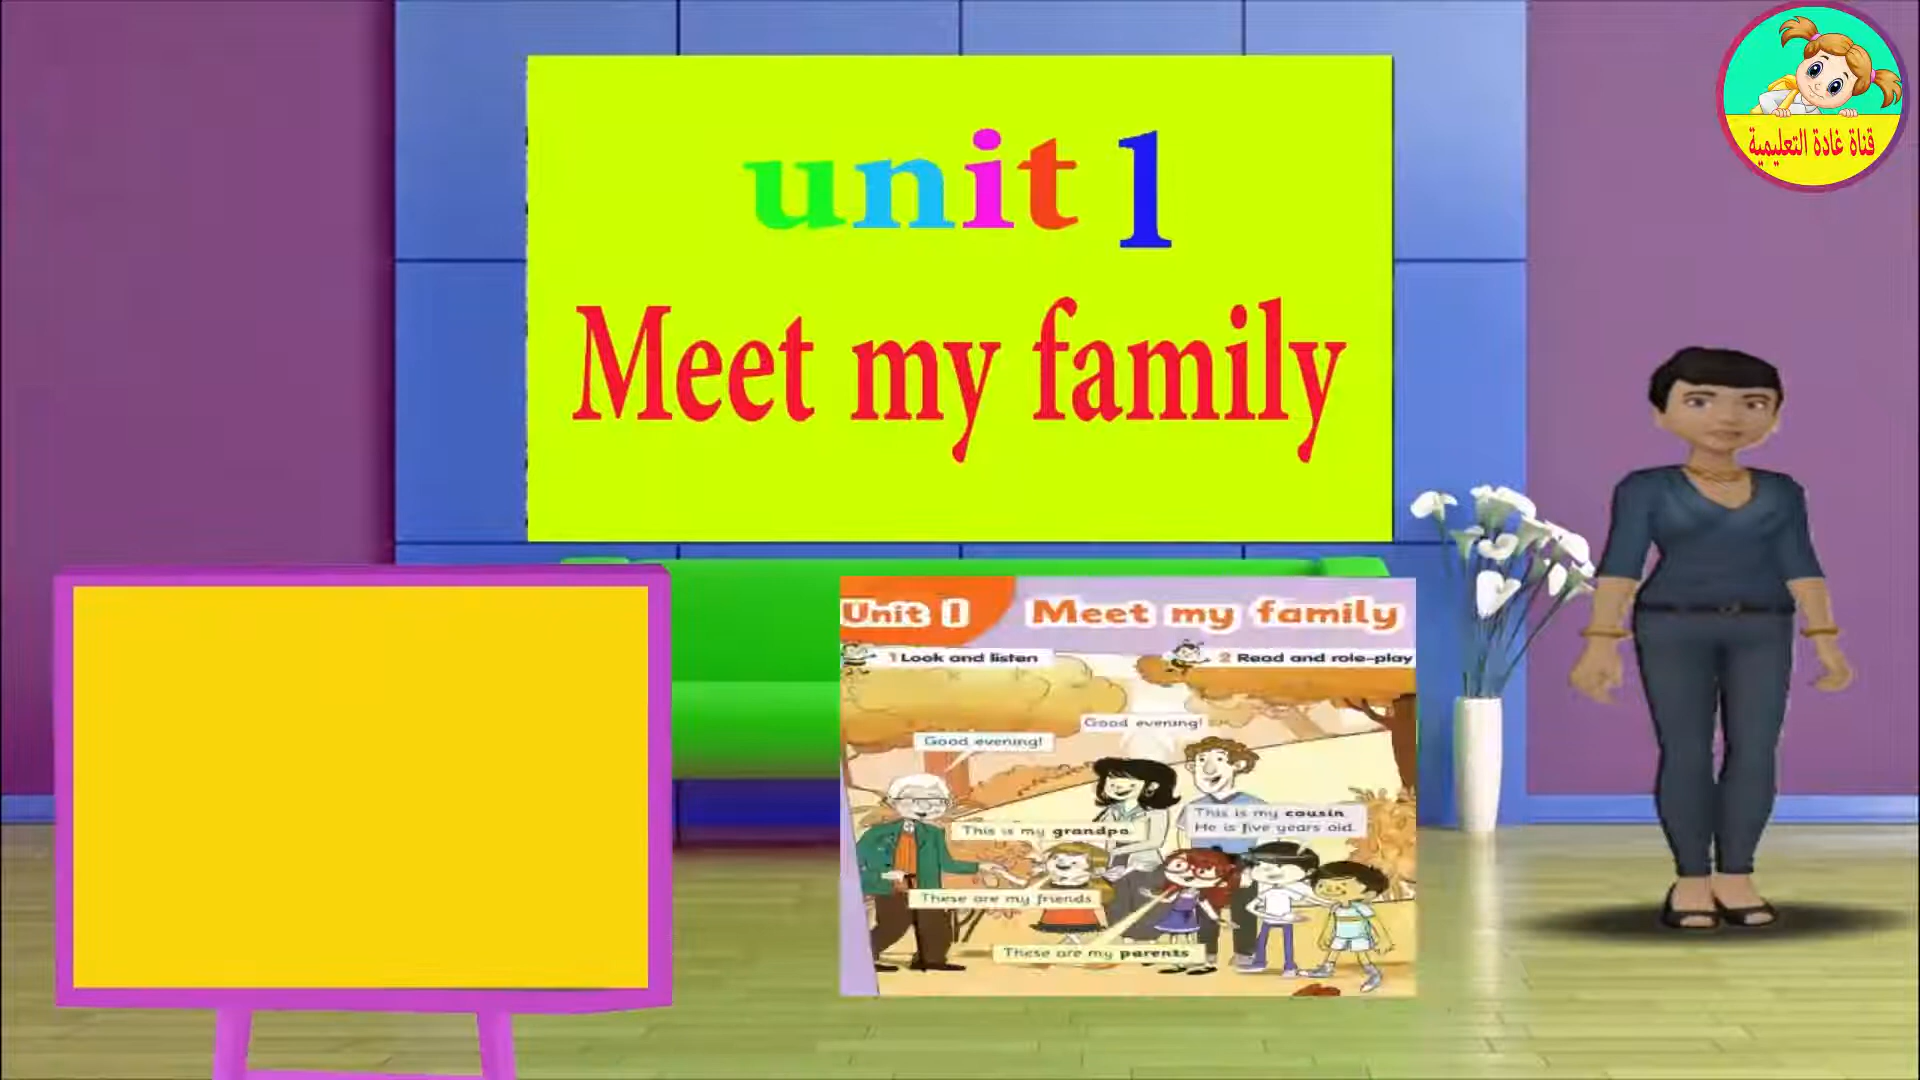 قناة غادة التعليمية
unit 1
Meet my family
Unit 1 Meet my family
1 Look and listen
2 Read and role-play
Good evening!
Good evening!
This is my cousin.
He is five years old.
This is my grandpa.
These are my friends.
These are my parents.